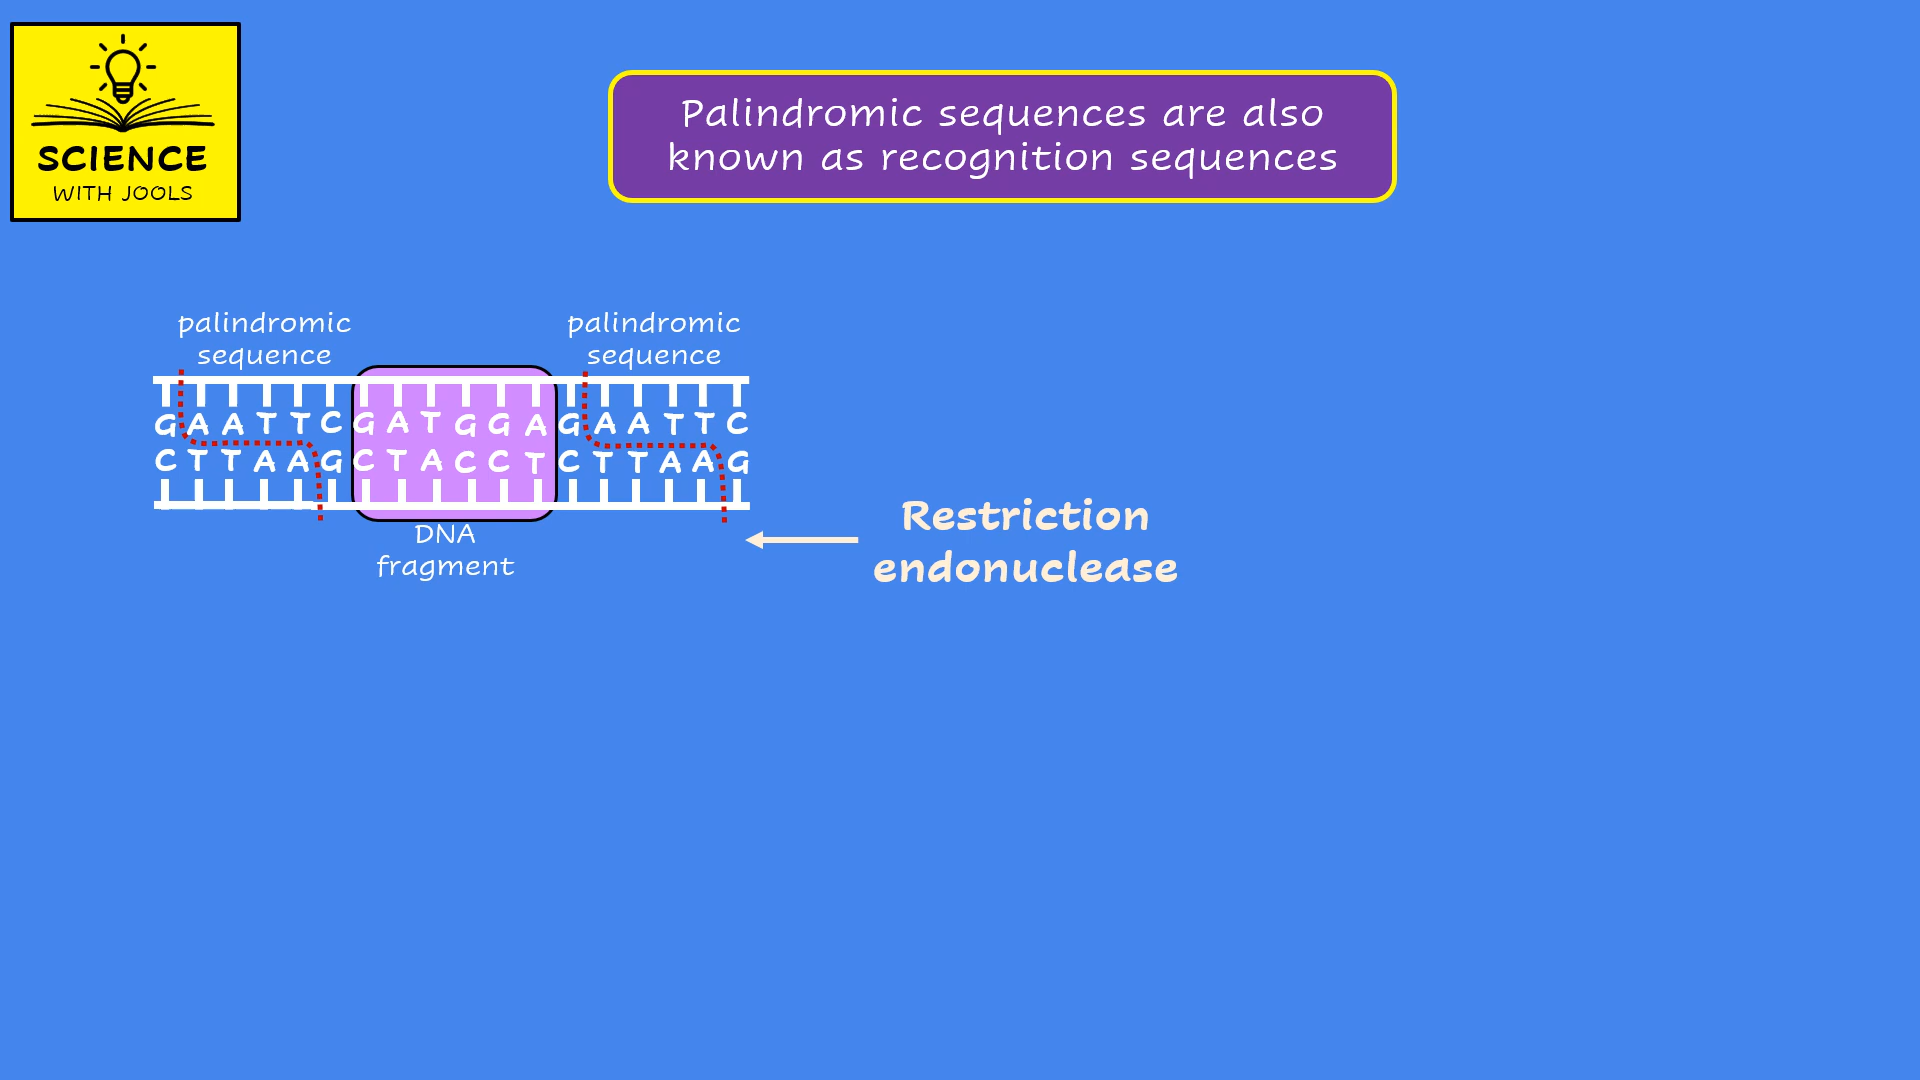 SCIENCE
WITH JOOLS
Palindromic sequences are also
known as recognition sequences
palindromic
sequence
palindromic
sequence
G A A T T C G A T G G A G A A T T C
C T T A A G C T A C C T C T T A A G
DNA
fragment
Restriction
endonuclease